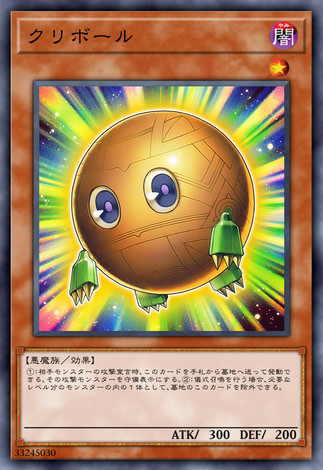 クリボール
やみ
闇
【悪魔族／効果】
①:相手モンスターの攻撃宣言時、このカードを手札から墓地へ送って発動で
きる。その攻撃モンスターを守備表示にする。②:儀式召喚を行う場合、必要な
レベル分のモンスターの内の１体として、墓地のこのカードを除外できる。
ATK/ 300 DEF/ 200
33245030